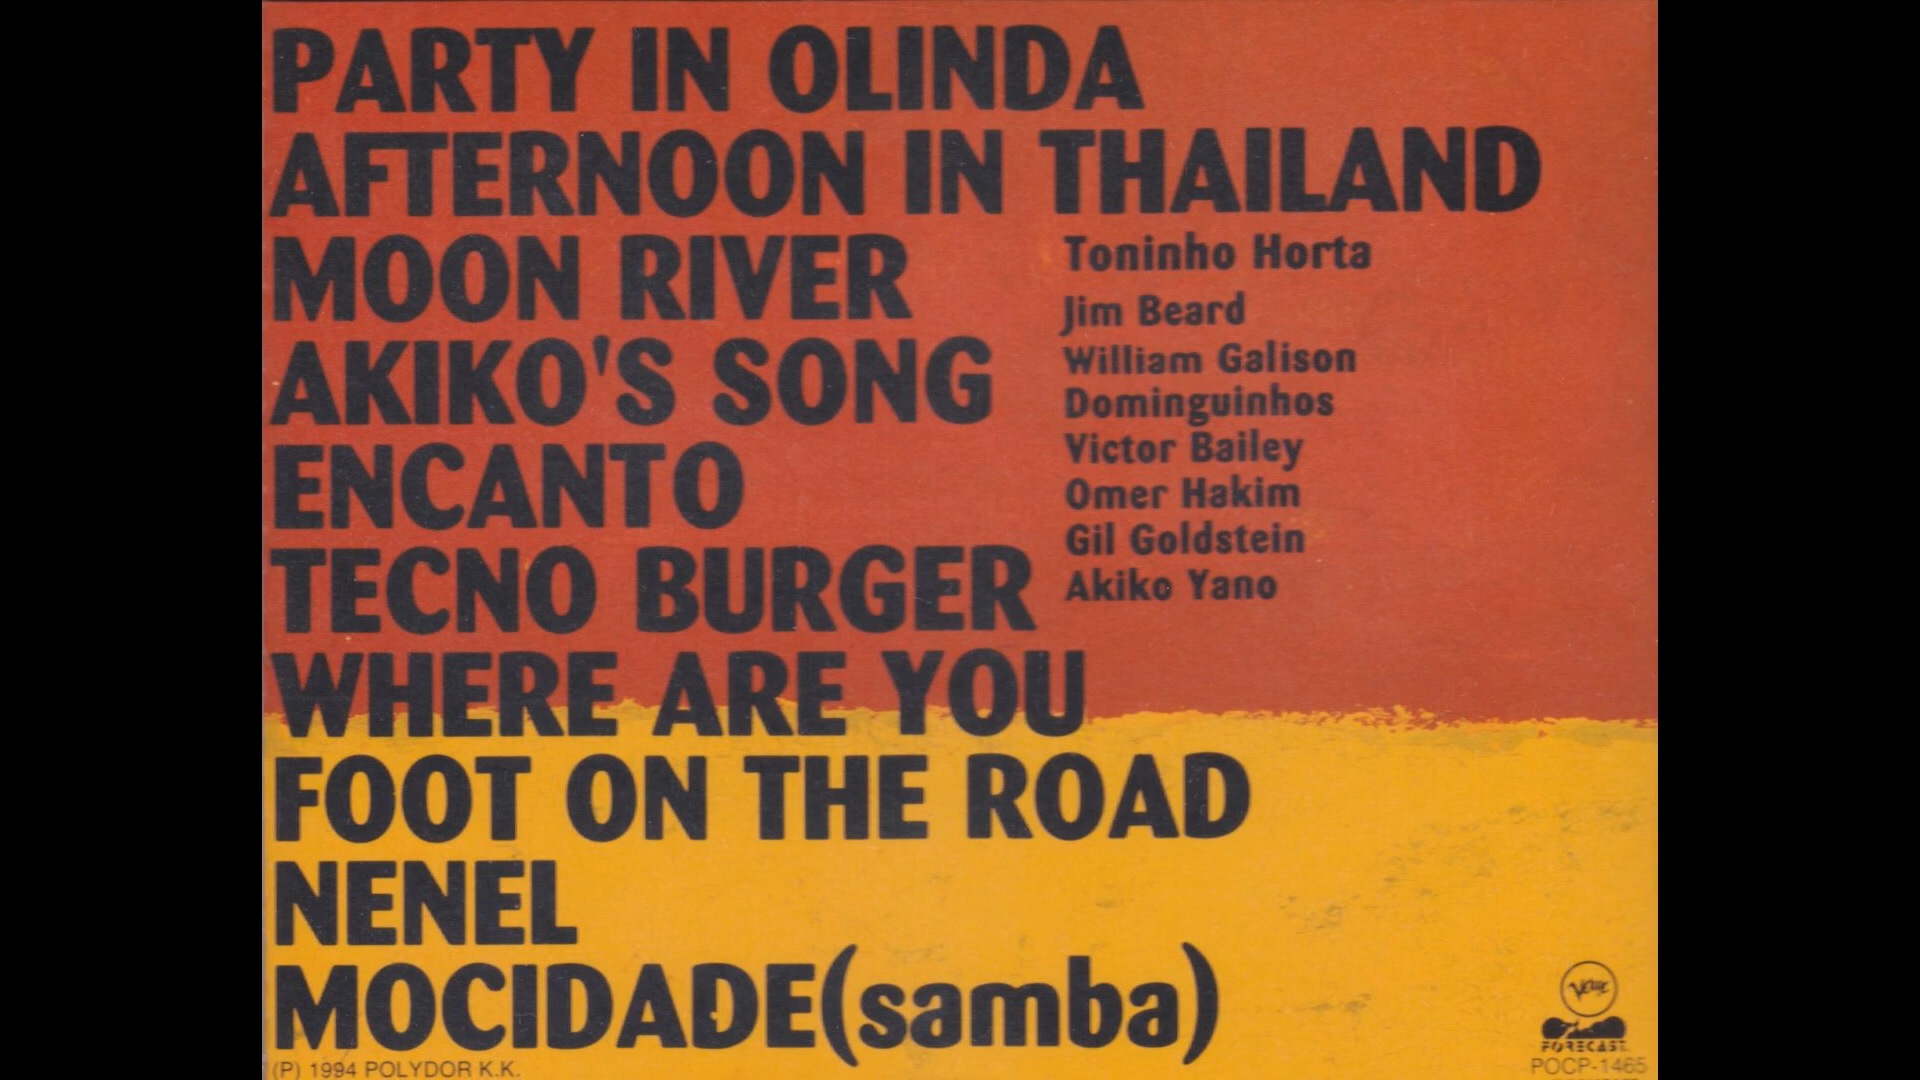 PARTY IN OLINDA
AFTERNOON IN THAILAND
MOON RIVER
AKIKO'S SONG
ENCANTO
TECNO BURGER
WHERE ARE YOU
FOOT ON THE ROAD
NENEL
MOCIDADE(samba)
Toninho Horta
Jim Beard
William Galison
Dominguinhos
Victor Bailey
Omer Hakim
Gil Goldstein
Akiko Yano
(P) 1994 POLYDOR K.K.
Verve
FORECAST
POCP-1465